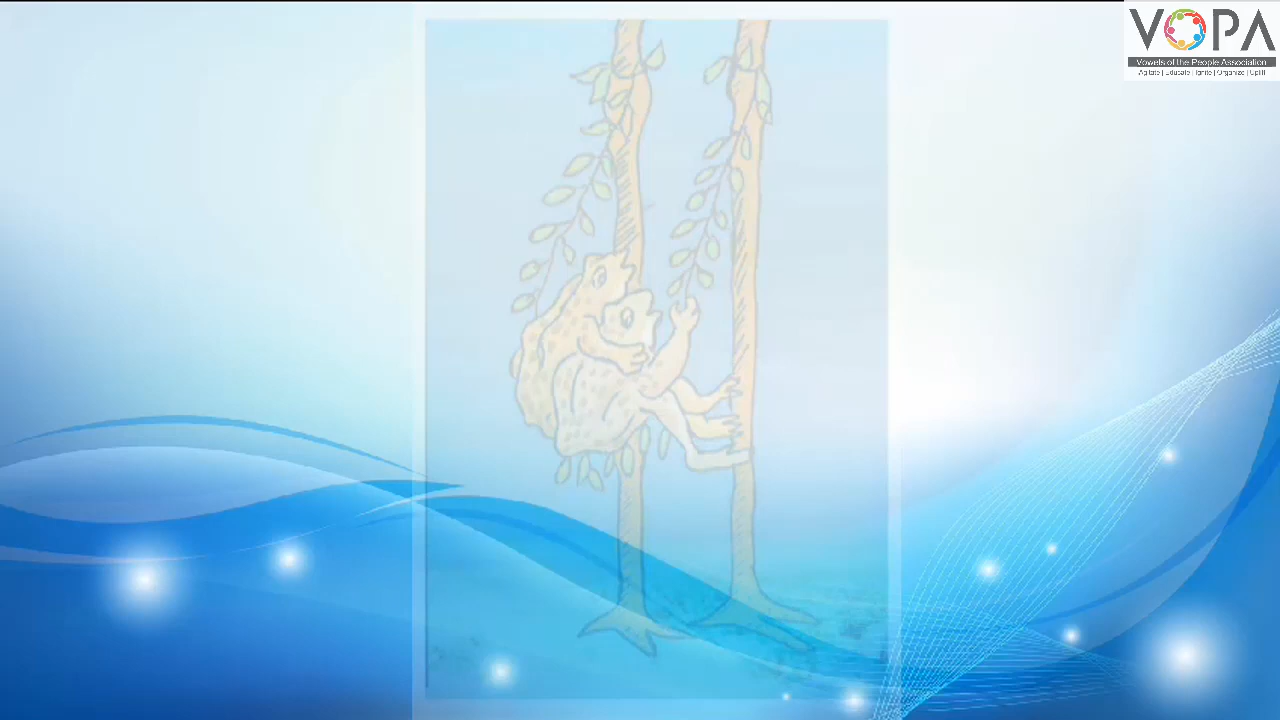 VOPA
Vowels of the People Association
Agitate | Educate | Ignite | Organize | Uplift